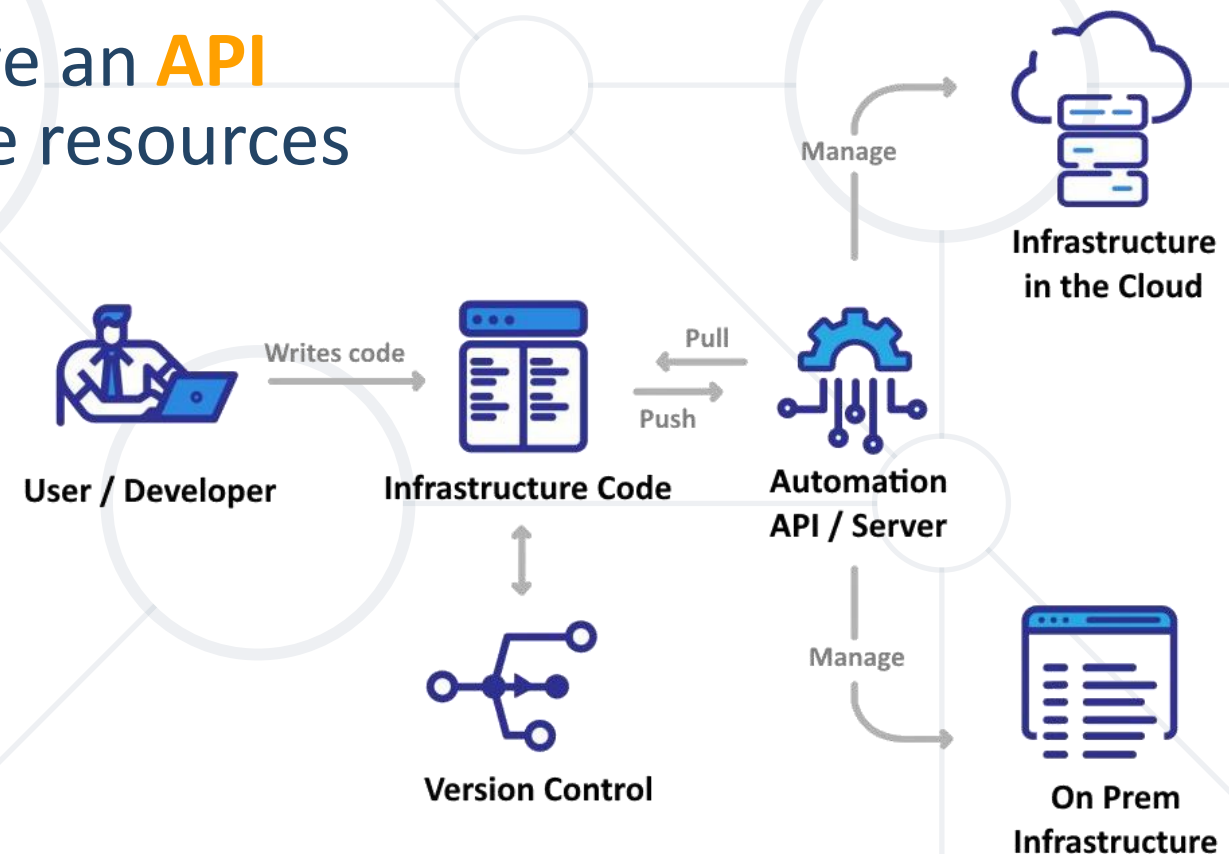 e an API
e resources
Manage
Infrastructure
in the Cloud
Writes code
Pull
Push
User / Developer
Infrastructure Code
Automation
API / Server
Manage
Version Control
On Prem
Infrastructure